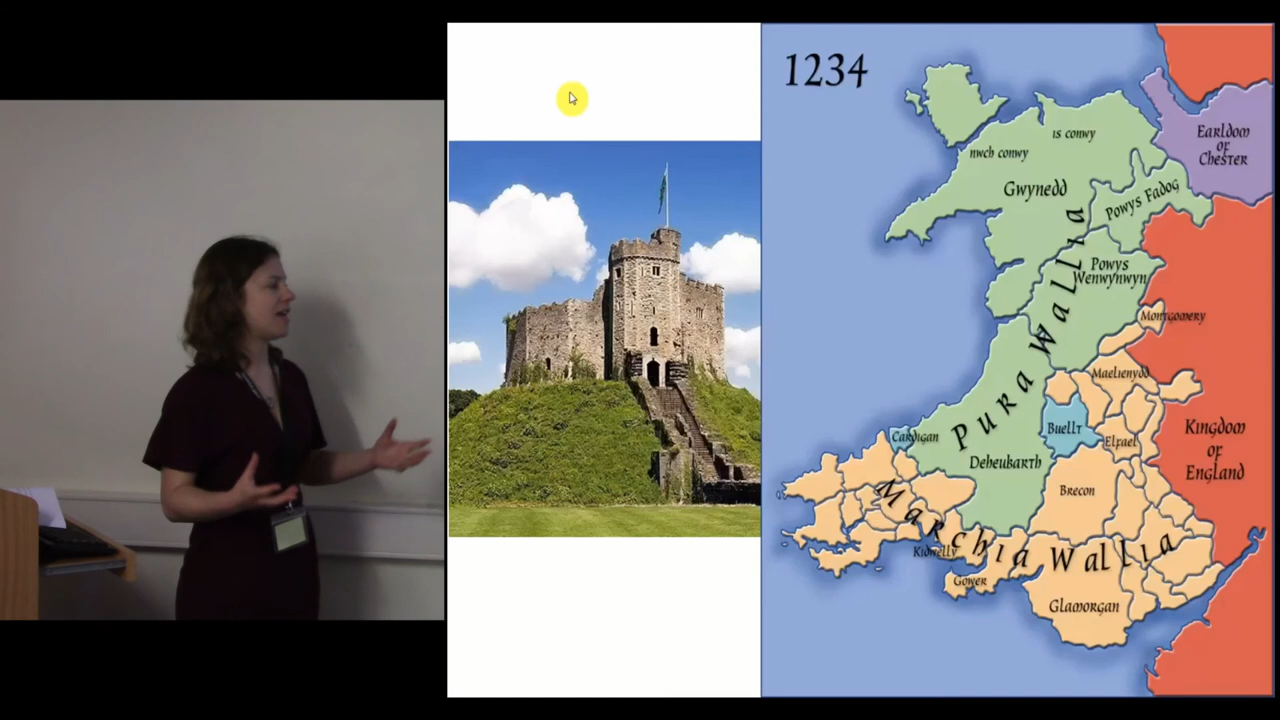 1234
Earldom
of
Chester
is conwy
nwch conwy
Gwynedd
Powys Fadog
Powys
Wenwynwyn
Pura Wallia
Montgomery
Maelienydd
Buellt
Elfael
Kingdom
of
England
Cardigan
Deheubarth
Brecon
Marchia Wallia
Kidwelly
Gower
Glamorgan